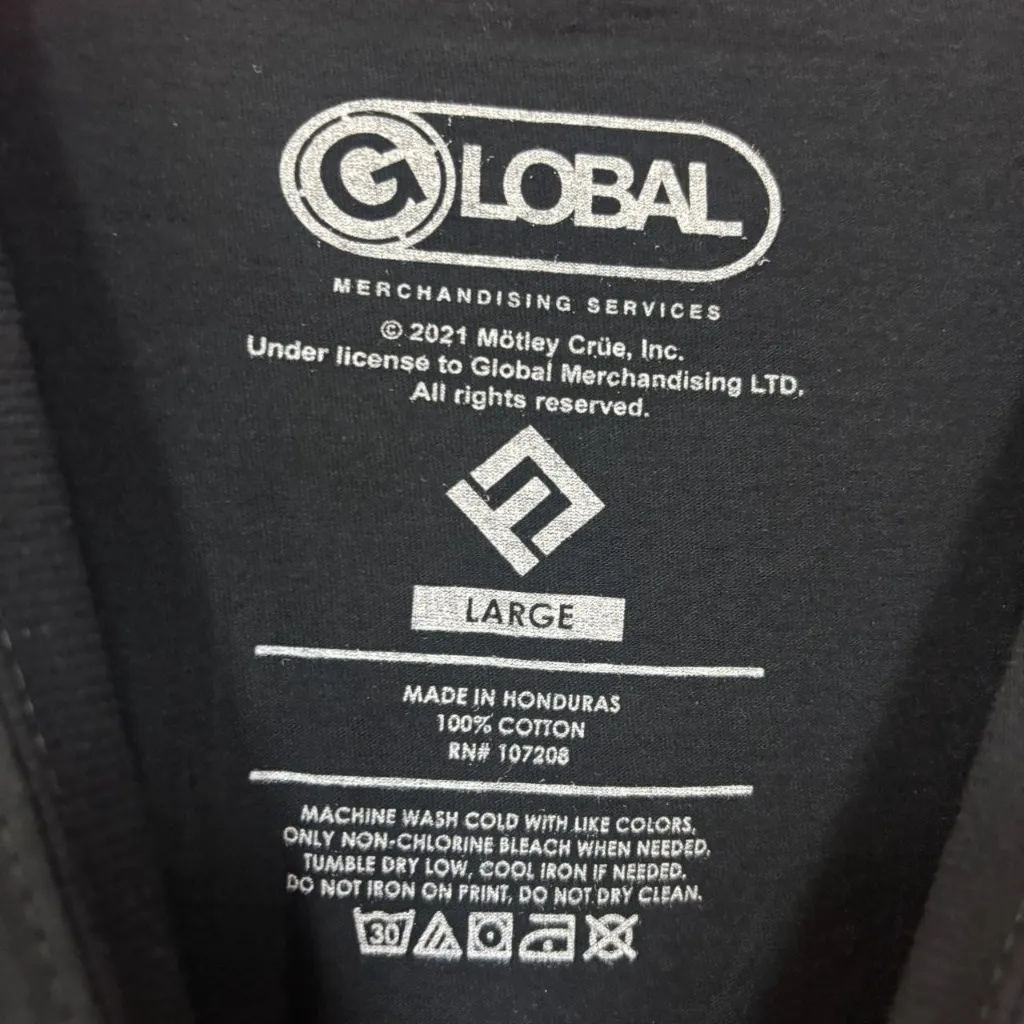 GLOBAL
MERCHANDISING SERVICES
© 2021 Mötley Crüe, Inc.
Under license to Global Merchandising LTD.
All rights reserved.
LARGE
MADE IN HONDURAS
100% COTTON
RN# 107208
MACHINE WASH COLD WITH LIKE COLORS,
ONLY NON-CHLORINE BLEACH WHEN NEEDED,
TUMBLE DRY LOW, COOL IRON IF NEEDED.
DO NOT IRON ON PRINT, DO NOT DRY CLEAN.
30